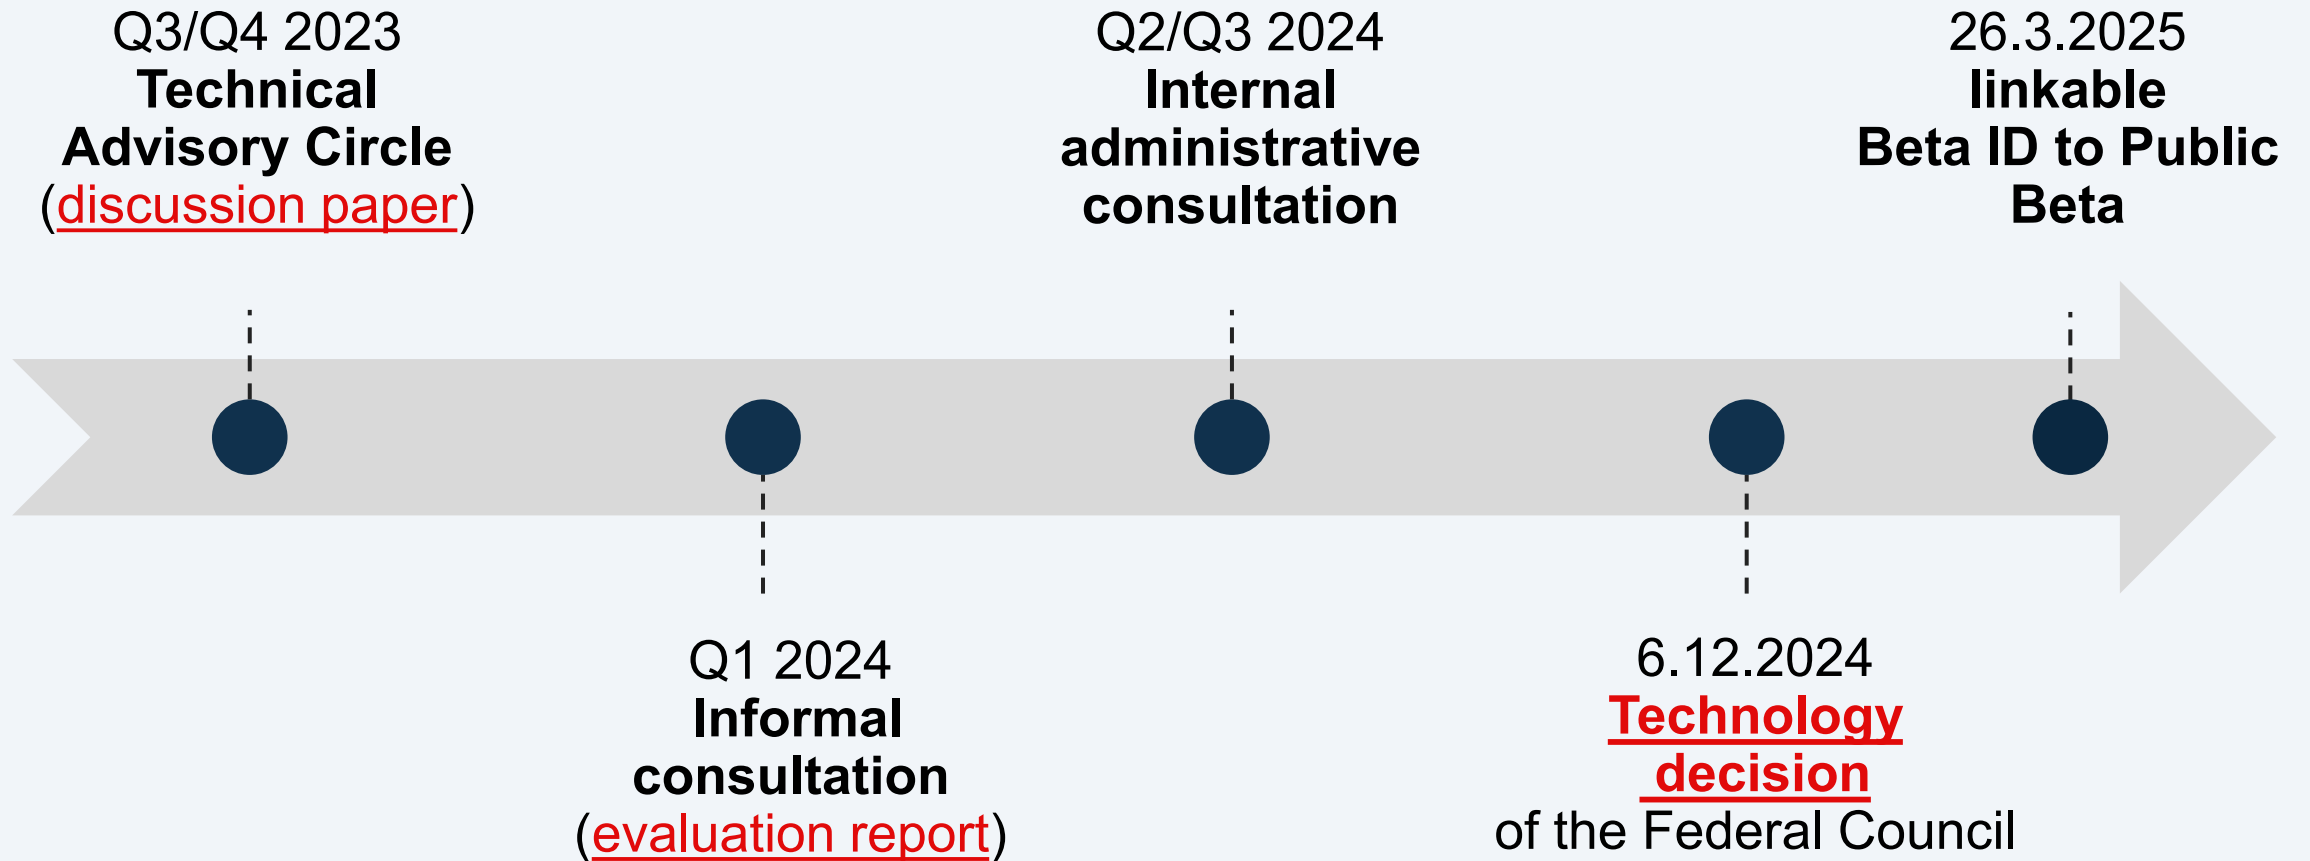 Q3/Q4 2023
Technical
Advisory Circle
(discussion paper)
Q1 2024
Informal
consultation
(evaluation report)
Q2/Q3 2024
Internal
administrative
consultation
6.12.2024
Technology
decision
of the Federal Council
26.3.2025
linkable
Beta ID to Public
Beta